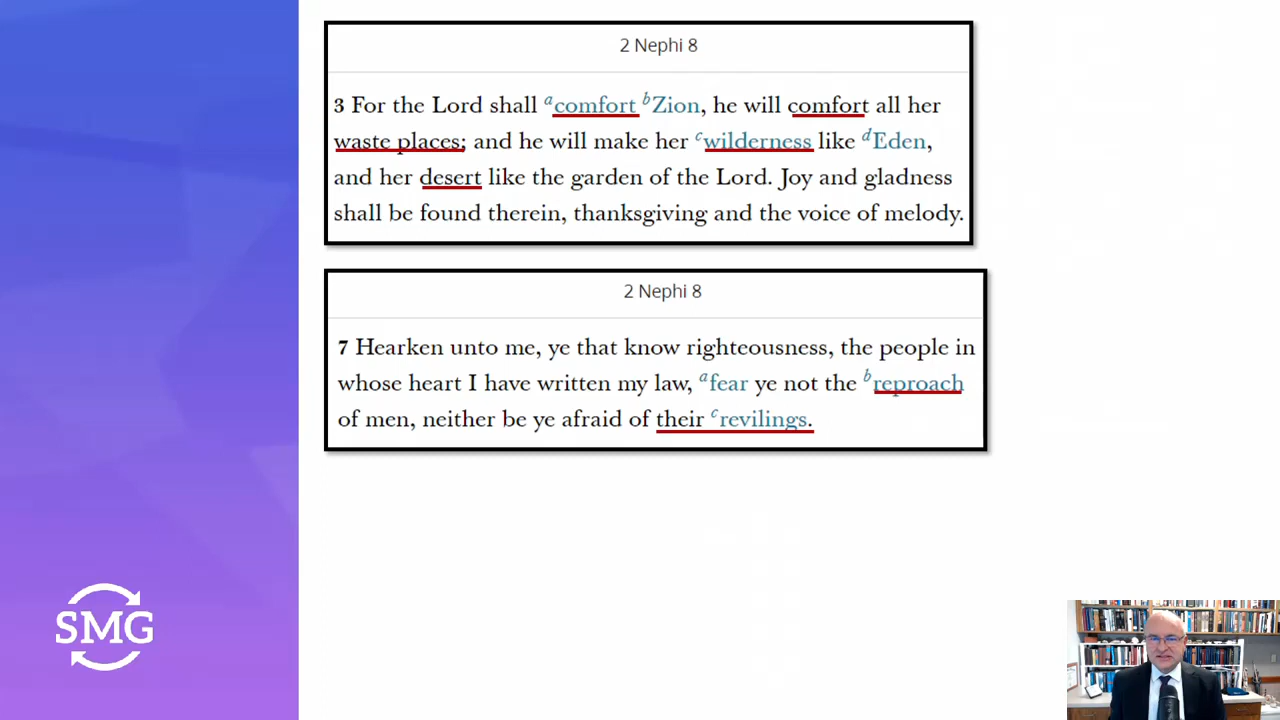 2 Nephi 8
3 For the Lord shall a comfort b Zion, he will comfort all her
waste places; and he will make her c wilderness like d Eden,
and her desert like the garden of the Lord. Joy and gladness
shall be found therein, thanksgiving and the voice of melody.
2 Nephi 8
7 Hearken unto me, ye that know righteousness, the people in
whose heart I have written my law, a fear ye not the b reproach
of men, neither be ye afraid of their c revilings.
SMG